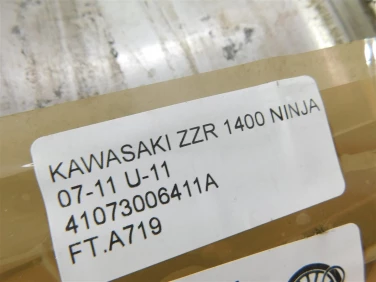 KAWASAKI ZZR 1400 NINJA
07-11 U-11
41073006411A
FT.A719